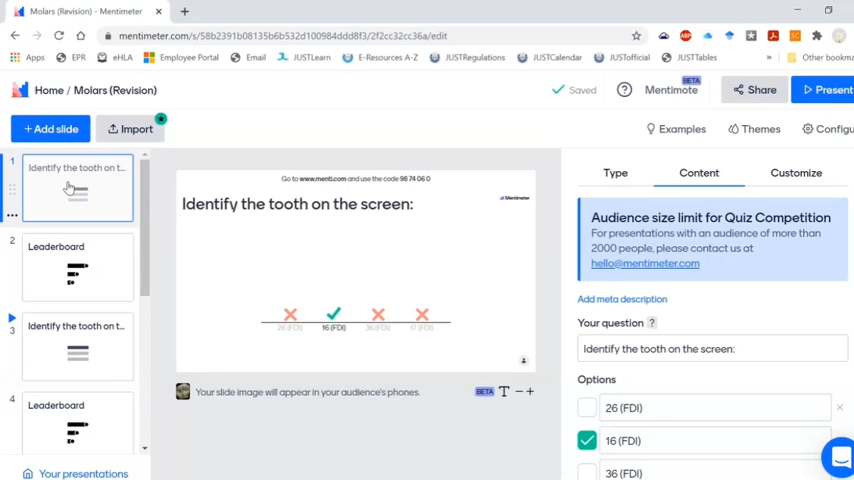 Molars (Revision) - Mentimeter
mentimeter.com/s/58b2391b08135b6b532d100984ddd8f3/2f2cc32cc36a/edit
Apps EPR eHLA Employee Portal Email JUSTLearn E-Resources A-Z JUSTRegulations JUSTCalendar JUSTofficial JUSTTables » Other bookma
Home / Molars (Revision)
Saved
Mentimote
BETA
Share
Present
+ Add slide
Import
Examples
Themes
Configu
1
Identify the tooth on t...
2
Leaderboard
3
Identify the tooth on t...
4
Leaderboard
Your presentations
Go to www.menti.com and use the code 98 74 06 0
Identify the tooth on the screen:
Mentimeter
26 (FDI) 16 (FDI) 36 (FDI) 17 (FDI)
Your slide image will appear in your audience's phones.
BETA T − +
Type Content Customize
Audience size limit for Quiz Competition
For presentations with an audience of more than
2000 people, please contact us at
hello@mentimeter.com
Add meta description
Your question ?
Identify the tooth on the screen:
Options
26 (FDI)
16 (FDI)
36 (FDI)